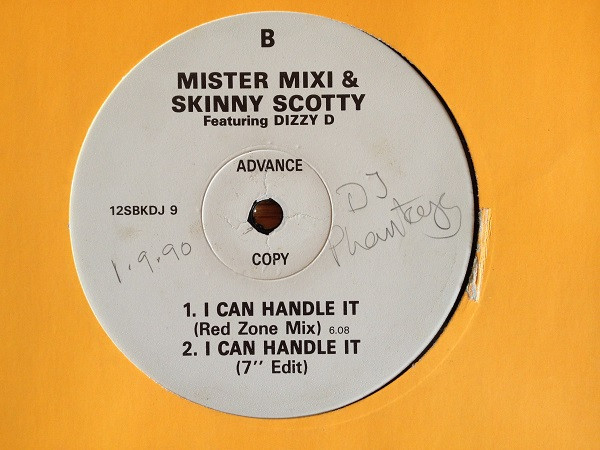 B
MISTER MIXI &
SKINNY SCOTTY
Featuring DIZZY D
ADVANCE
12SBKDJ 9
DJ
1.9.90
COPY
1. I CAN HANDLE IT
(Red Zone Mix) 6.08
2. I CAN HANDLE IT
(7'' Edit)